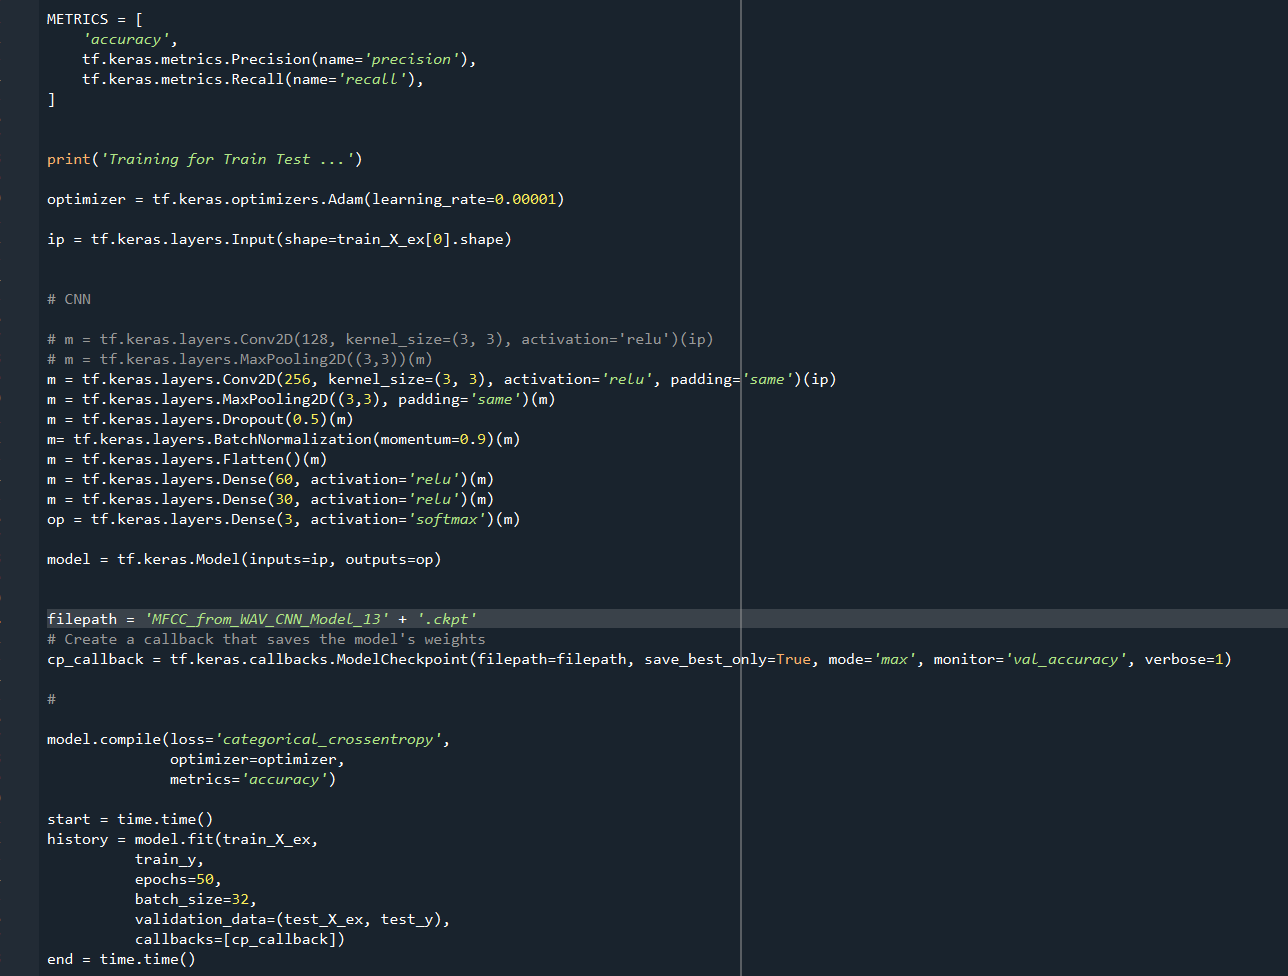 METRICS = [
    'accuracy',
    tf.keras.metrics.Precision(name='precision'),
    tf.keras.metrics.Recall(name='recall'),
]
print('Training for Train Test ...')
optimizer = tf.keras.optimizers.Adam(learning_rate=0.00001)
ip = tf.keras.layers.Input(shape=train_X_ex[0].shape)
# CNN
# m = tf.keras.layers.Conv2D(128, kernel_size=(3, 3), activation='relu')(ip)
# m = tf.keras.layers.MaxPooling2D((3,3))(m)
m = tf.keras.layers.Conv2D(256, kernel_size=(3, 3), activation='relu', padding='same')(ip)
m = tf.keras.layers.MaxPooling2D((3,3), padding='same')(m)
m = tf.keras.layers.Dropout(0.5)(m)
m= tf.keras.layers.BatchNormalization(momentum=0.9)(m)
m = tf.keras.layers.Flatten()(m)
m = tf.keras.layers.Dense(60, activation='relu')(m)
m = tf.keras.layers.Dense(30, activation='relu')(m)
op = tf.keras.layers.Dense(3, activation='softmax')(m)
model = tf.keras.Model(inputs=ip, outputs=op)
filepath = 'MFCC_from_WAV_CNN_Model_13' + '.ckpt'
# Create a callback that saves the model's weights
cp_callback = tf.keras.callbacks.ModelCheckpoint(filepath=filepath, save_best_only=True, mode='max', monitor='val_accuracy', verbose=1)
#
model.compile(loss='categorical_crossentropy',
              optimizer=optimizer,
              metrics='accuracy')
start = time.time()
history = model.fit(train_X_ex,
          train_y,
          epochs=50,
          batch_size=32,
          validation_data=(test_X_ex, test_y),
          callbacks=[cp_callback])
end = time.time()